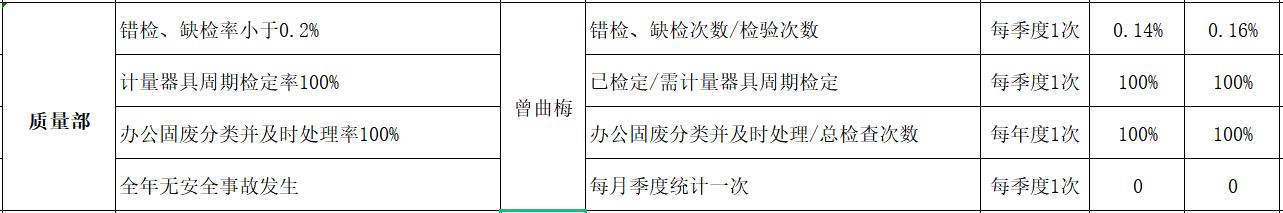 错检、缺检率小于0.2% 错检、缺检次数/检验次数 每季度1次 0.14% 0.16%
计量器具周期检定率100% 已检定/需计量器具周期检定 每季度1次 100% 100%
质量部 曾曲梅
办公固废分类并及时处理率100% 办公固废分类并及时处理/总检查次数 每年度1次 100% 100%
全年无安全事故发生 每月季度统计一次 每季度1次 0 0